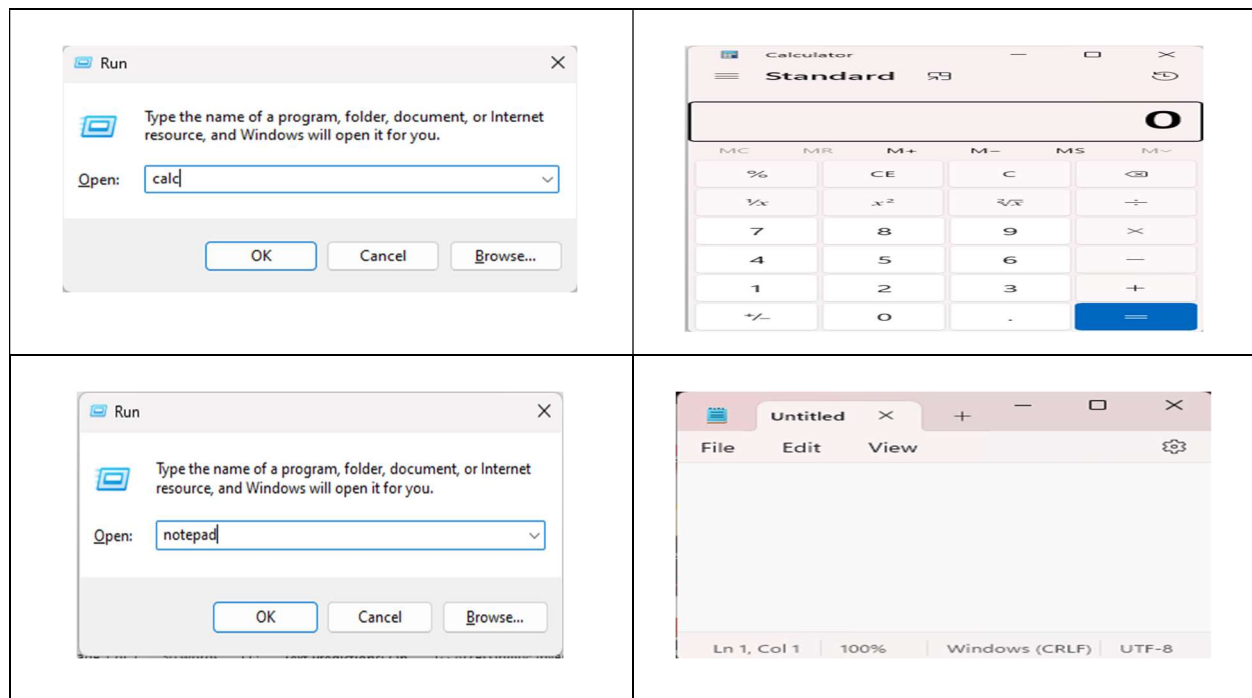 Run
Type the name of a program, folder, document, or Internet
resource, and Windows will open it for you.
Open: calc
OK Cancel Browse...
Calculator
Standard
0
MC MR M+ M− MS M
% CE C
¹/x x² ²√x ÷
7 8 9 ×
4 5 6 −
1 2 3 +
+/− 0 . =
Run
Type the name of a program, folder, document, or Internet
resource, and Windows will open it for you.
Open: notepad
OK Cancel Browse...
Untitled
File Edit View
Ln 1, Col 1 100% Windows (CRLF) UTF-8